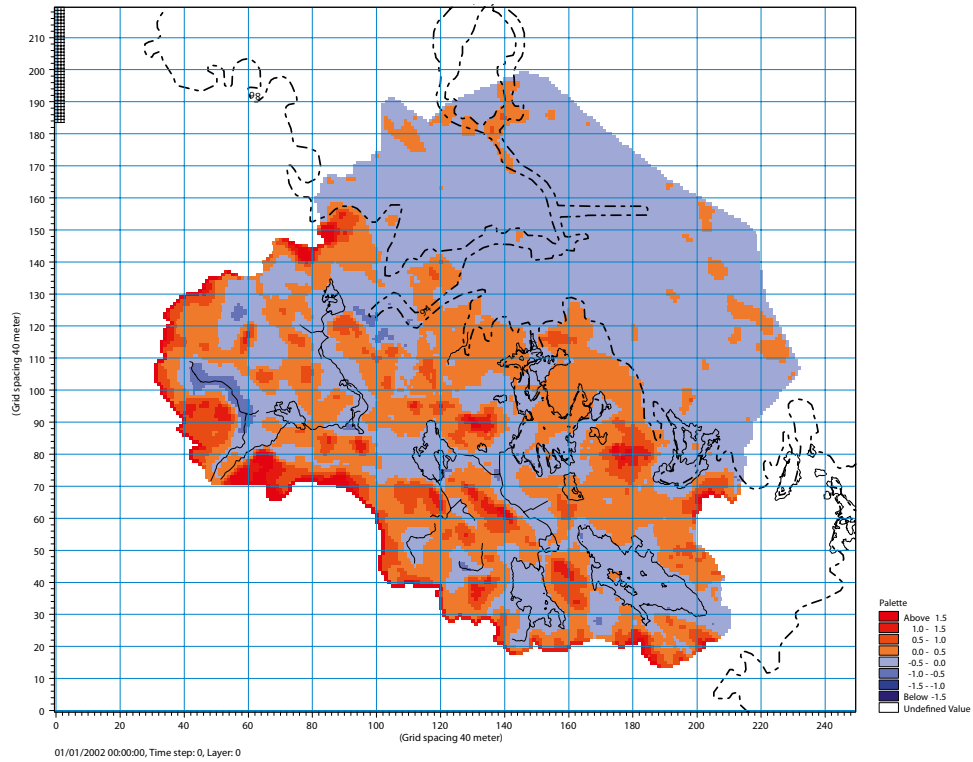 (Grid spacing 40 meter)
210
200
190
180
170
160
150
140
130
120
110
100
90
80
70
60
50
40
30
20
10
0
0 20 40 60 80 100 120 140 160 180 200 220 240
(Grid spacing 40 meter)
01/01/2002 00:00:00, Time step: 0, Layer: 0
Palette
Above 1.5
1.0 - 1.5
0.5 - 1.0
0.0 - 0.5
-0.5 - 0.0
-1.0 - -0.5
-1.5 - -1.0
Below -1.5
Undefined Value